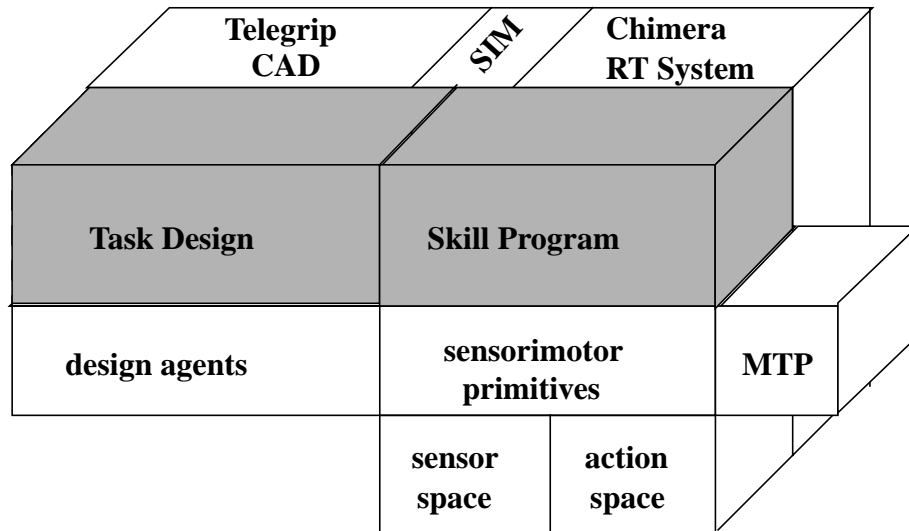 Telegrip
CAD
SIM
Chimera
RT System
Task Design
Skill Program
design agents
sensorimotor
primitives
MTP
sensor
space
action
space